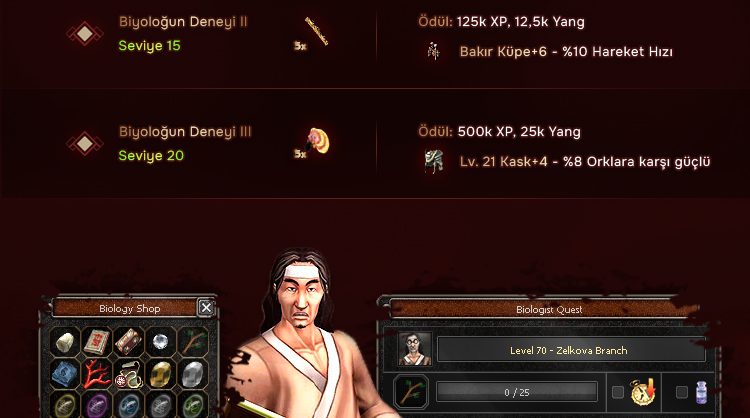 Biyoloğun Deneyi II
Seviye 15
5x
Ödül: 125k XP, 12,5k Yang
Bakır Küpe+6 - %10 Hareket Hızı
Biyoloğun Deneyi III
Seviye 20
5x
Ödül: 500k XP, 25k Yang
Lv. 21 Kask+4 - %8 Orklara karşı güçlü
Biology Shop
Biologist Quest
Level 70 - Zelkova Branch
0 / 25